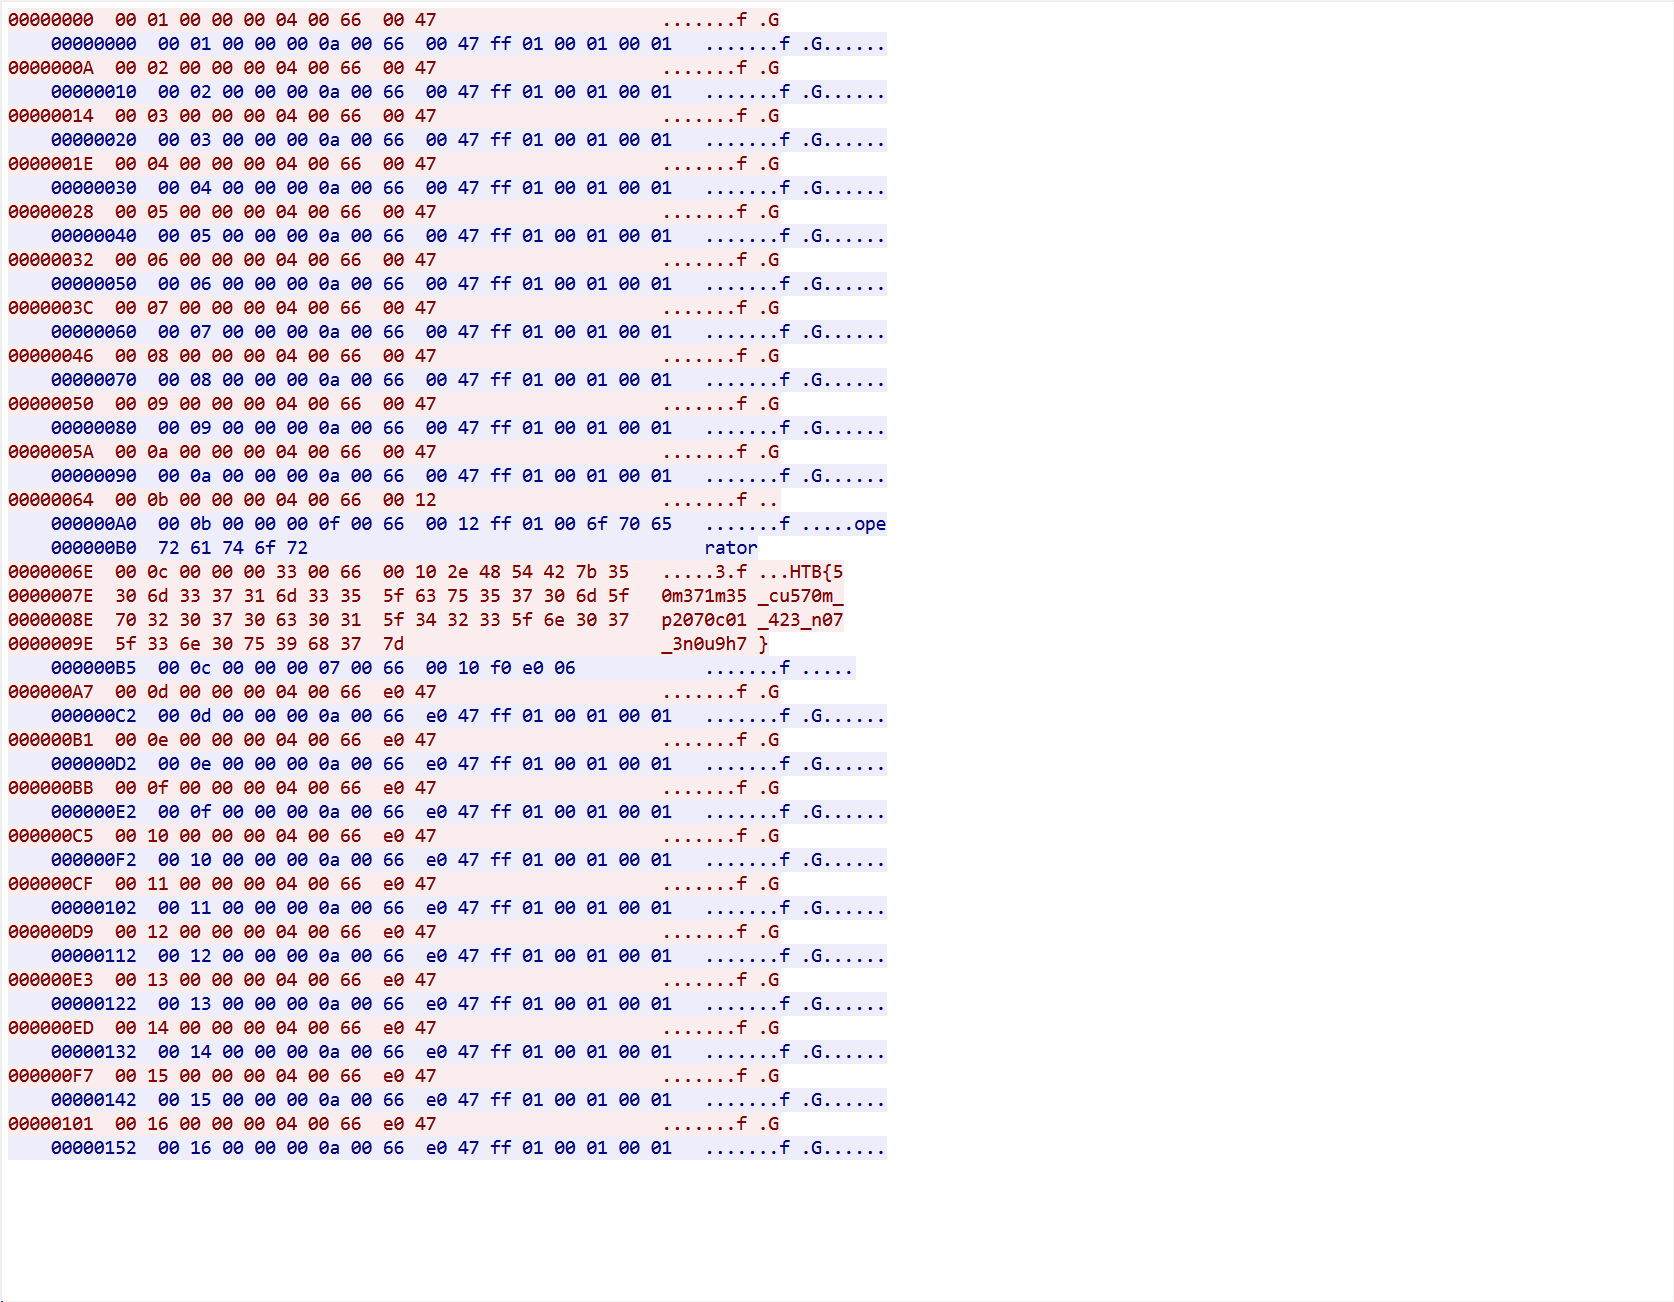 00000000  00 01 00 00 00 04 00 66  00 47                     .......f .G
    00000000  00 01 00 00 00 0a 00 66  00 47 ff 01 00 01 00 01   .......f .G......
0000000A  00 02 00 00 00 04 00 66  00 47                     .......f .G
    00000010  00 02 00 00 00 0a 00 66  00 47 ff 01 00 01 00 01   .......f .G......
00000014  00 03 00 00 00 04 00 66  00 47                     .......f .G
    00000020  00 03 00 00 00 0a 00 66  00 47 ff 01 00 01 00 01   .......f .G......
0000001E  00 04 00 00 00 04 00 66  00 47                     .......f .G
    00000030  00 04 00 00 00 0a 00 66  00 47 ff 01 00 01 00 01   .......f .G......
00000028  00 05 00 00 00 04 00 66  00 47                     .......f .G
    00000040  00 05 00 00 00 0a 00 66  00 47 ff 01 00 01 00 01   .......f .G......
00000032  00 06 00 00 00 04 00 66  00 47                     .......f .G
    00000050  00 06 00 00 00 0a 00 66  00 47 ff 01 00 01 00 01   .......f .G......
0000003C  00 07 00 00 00 04 00 66  00 47                     .......f .G
    00000060  00 07 00 00 00 0a 00 66  00 47 ff 01 00 01 00 01   .......f .G......
00000046  00 08 00 00 00 04 00 66  00 47                     .......f .G
    00000070  00 08 00 00 00 0a 00 66  00 47 ff 01 00 01 00 01   .......f .G......
00000050  00 09 00 00 00 04 00 66  00 47                     .......f .G
    00000080  00 09 00 00 00 0a 00 66  00 47 ff 01 00 01 00 01   .......f .G......
0000005A  00 0a 00 00 00 04 00 66  00 47                     .......f .G
    00000090  00 0a 00 00 00 0a 00 66  00 47 ff 01 00 01 00 01   .......f .G......
00000064  00 0b 00 00 00 04 00 66  00 12                     .......f ..
    000000A0  00 0b 00 00 00 0f 00 66  00 12 ff 01 00 6f 70 65   .......f .....ope
    000000B0  72 61 74 6f 72                                     rator
0000006E  00 0c 00 00 00 33 00 66  00 10 2e 48 54 42 7b 35   .....3.f ...HTB{5
0000007E  30 6d 33 37 31 6d 33 35  5f 63 75 35 37 30 6d 5f   0m371m35 _cu570m_
0000008E  70 32 30 37 30 63 30 31  5f 34 32 33 5f 6e 30 37   p2070c01 _423_n07
0000009E  5f 33 6e 30 75 39 68 37  7d                        _3n0u9h7 }
    000000B5  00 0c 00 00 00 07 00 66  00 10 f0 e0 06            .......f .....
000000A7  00 0d 00 00 00 04 00 66  e0 47                     .......f .G
    000000C2  00 0d 00 00 00 0a 00 66  e0 47 ff 01 00 01 00 01   .......f .G......
000000B1  00 0e 00 00 00 04 00 66  e0 47                     .......f .G
    000000D2  00 0e 00 00 00 0a 00 66  e0 47 ff 01 00 01 00 01   .......f .G......
000000BB  00 0f 00 00 00 04 00 66  e0 47                     .......f .G
    000000E2  00 0f 00 00 00 0a 00 66  e0 47 ff 01 00 01 00 01   .......f .G......
000000C5  00 10 00 00 00 04 00 66  e0 47                     .......f .G
    000000F2  00 10 00 00 00 0a 00 66  e0 47 ff 01 00 01 00 01   .......f .G......
000000CF  00 11 00 00 00 04 00 66  e0 47                     .......f .G
    00000102  00 11 00 00 00 0a 00 66  e0 47 ff 01 00 01 00 01   .......f .G......
000000D9  00 12 00 00 00 04 00 66  e0 47                     .......f .G
    00000112  00 12 00 00 00 0a 00 66  e0 47 ff 01 00 01 00 01   .......f .G......
000000E3  00 13 00 00 00 04 00 66  e0 47                     .......f .G
    00000122  00 13 00 00 00 0a 00 66  e0 47 ff 01 00 01 00 01   .......f .G......
000000ED  00 14 00 00 00 04 00 66  e0 47                     .......f .G
    00000132  00 14 00 00 00 0a 00 66  e0 47 ff 01 00 01 00 01   .......f .G......
000000F7  00 15 00 00 00 04 00 66  e0 47                     .......f .G
    00000142  00 15 00 00 00 0a 00 66  e0 47 ff 01 00 01 00 01   .......f .G......
00000101  00 16 00 00 00 04 00 66  e0 47                     .......f .G
    00000152  00 16 00 00 00 0a 00 66  e0 47 ff 01 00 01 00 01   .......f .G......